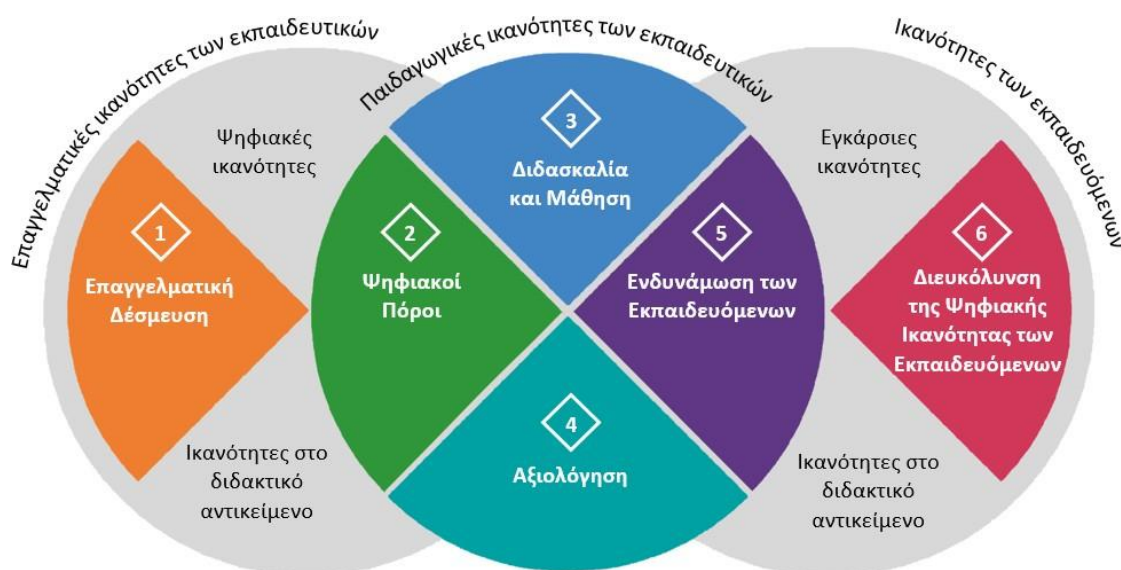 Επαγγελματικές ικανότητες των εκπαιδευτικών
Παιδαγωγικές ικανότητες των εκπαιδευτικών
Ικανότητες των εκπαιδευόμενων
Ψηφιακές
ικανότητες
3
Διδασκαλία
και Μάθηση
Εγκάρσιες
ικανότητες
1
Επαγγελματική
Δέσμευση
2
Ψηφιακοί
Πόροι
5
Ενδυνάμωση των
Εκπαιδευόμενων
6
Διευκόλυνση
της Ψηφιακής
Ικανότητας των
Εκπαιδευόμενων
Ικανότητες στο
διδακτικό
αντικείμενο
4
Αξιολόγηση
Ικανότητες στο
διδακτικό
αντικείμενο